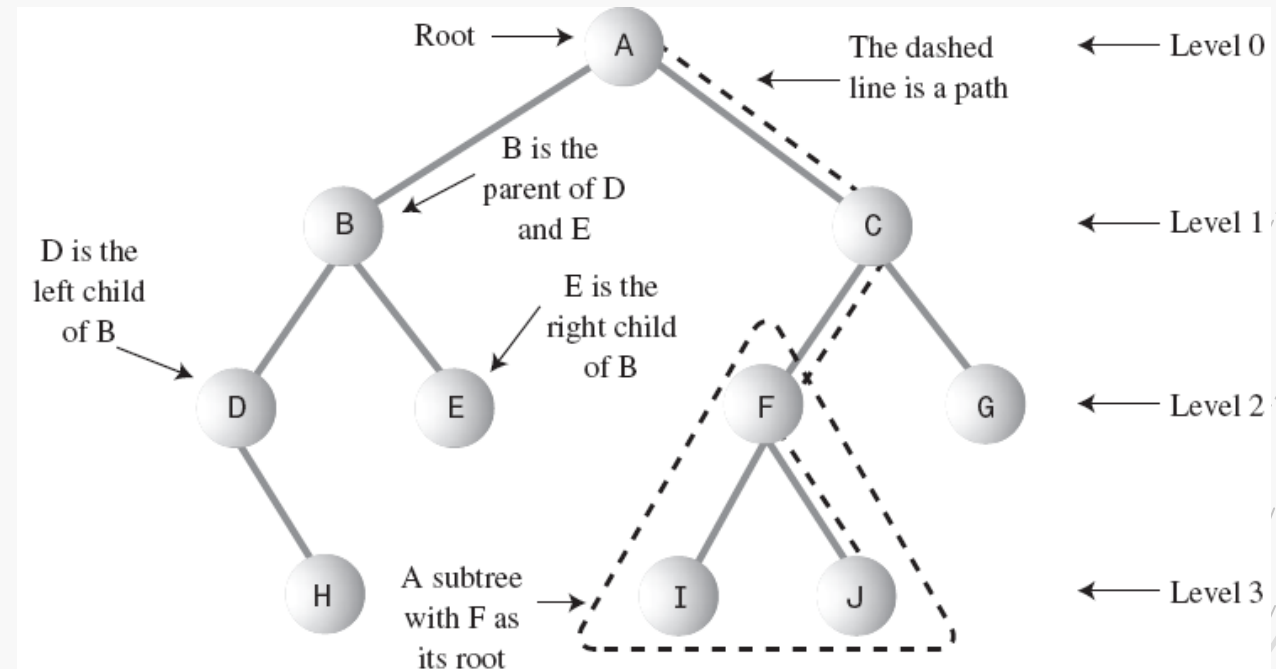 Root
A
The dashed
line is a path
Level 0
B is the
parent of D
and E
B
C
Level 1
D is the
left child
of B
E is the
right child
of B
D
E
F
G
Level 2
H
A subtree
with F as
its root
I
J
Level 3